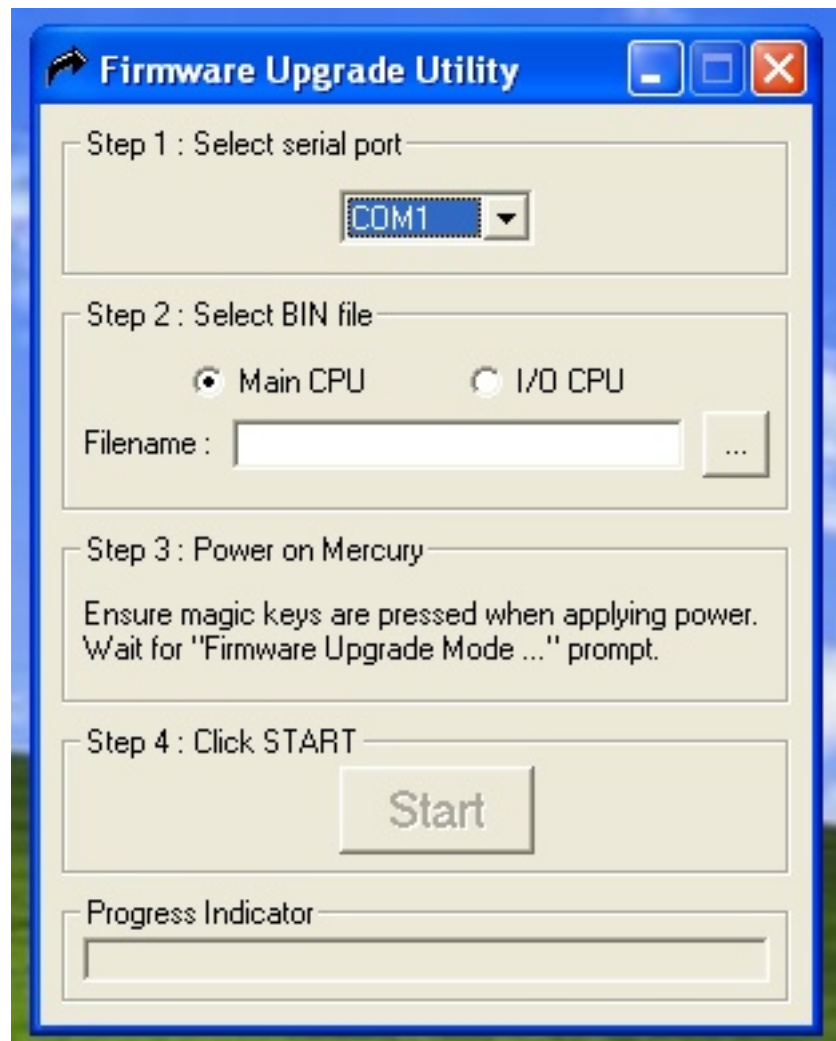 Firmware Upgrade Utility
Step 1 : Select serial port
COM1
Step 2 : Select BIN file
Main CPU
I/O CPU
Filename :
...
Step 3 : Power on Mercury
Ensure magic keys are pressed when applying power.
Wait for "Firmware Upgrade Mode ..." prompt.
Step 4 : Click START
Start
Progress Indicator